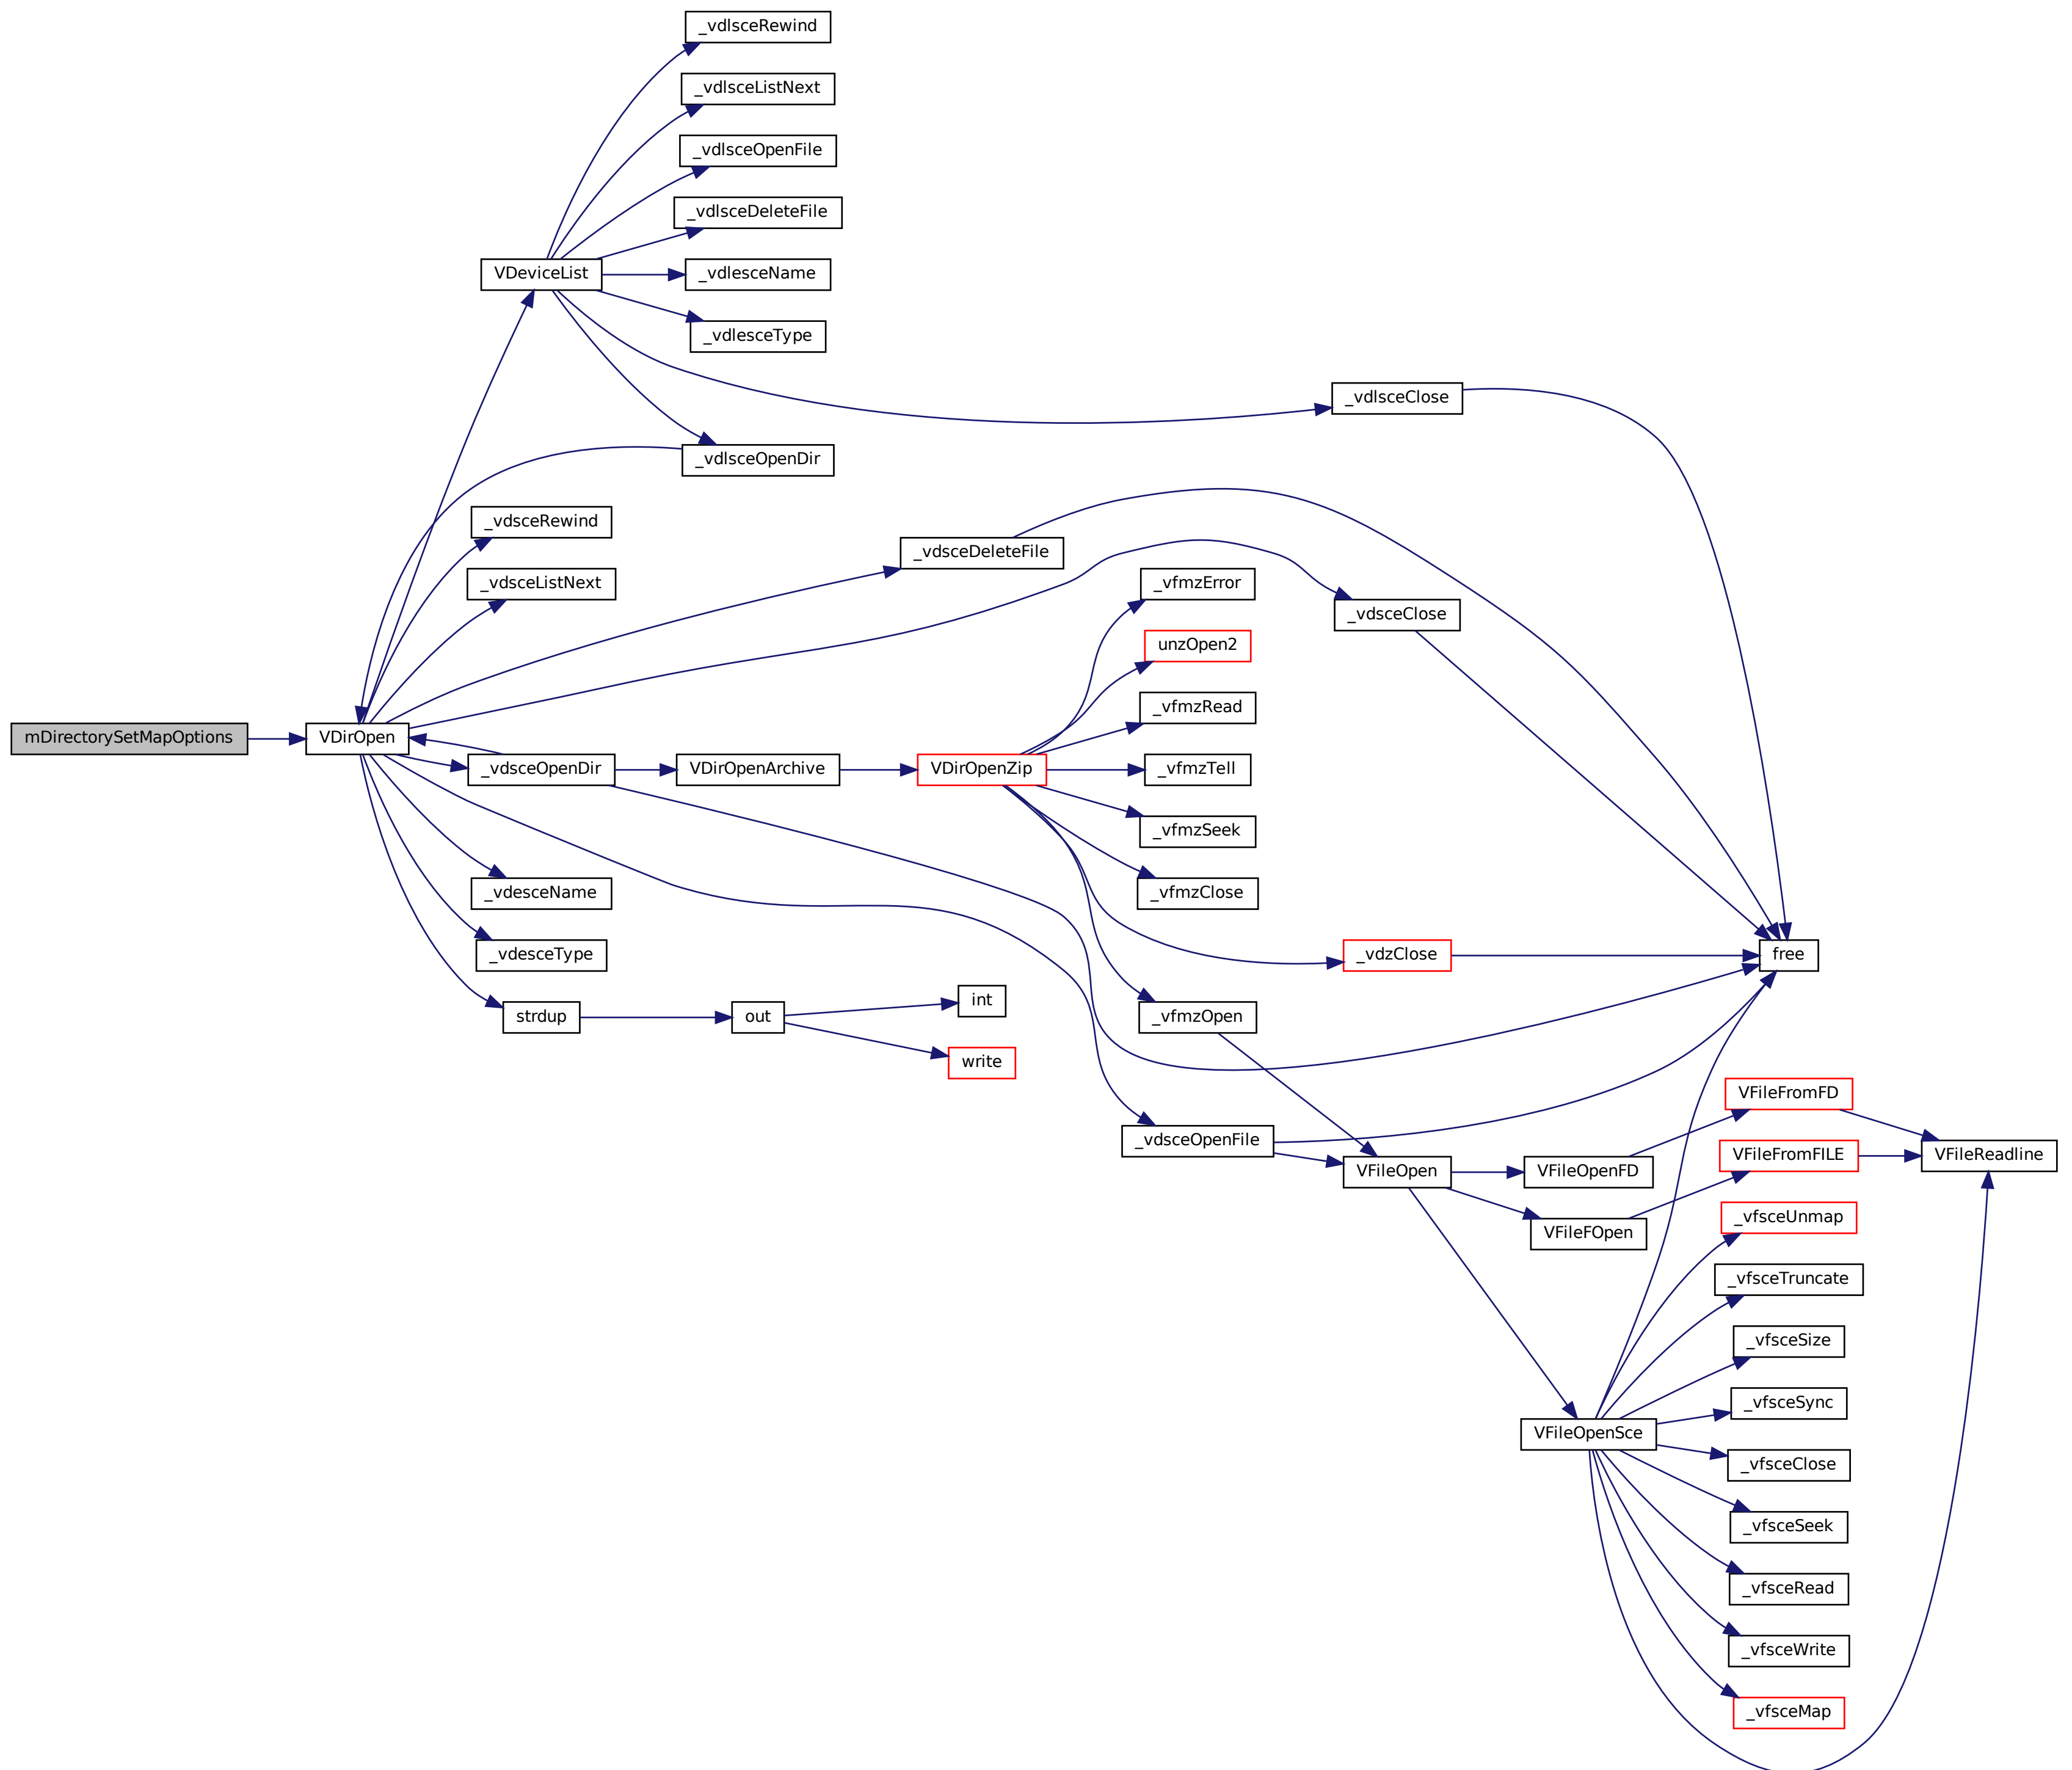 _vdlsceRewind
_vdlsceListNext
_vdlsceOpenFile
_vdlsceDeleteFile
VDeviceList
_vdlesceName
_vdlesceType
_vdlsceClose
_vdlsceOpenDir
_vdsceRewind
_vdsceDeleteFile
_vdsceListNext
_vfmzError
_vdsceClose
unzOpen2
_vfmzRead
mDirectorySetMapOptions
VDirOpen
_vdsceOpenDir
VDirOpenArchive
VDirOpenZip
_vfmzTell
_vfmzSeek
_vdesceName
_vfmzClose
_vdesceType
_vdzClose
free
int
strdup
out
_vfmzOpen
write
VFileFromFD
_vdsceOpenFile
VFileFromFILE
VFileReadline
VFileOpen
VFileOpenFD
_vfsceUnmap
VFileFOpen
_vfsceTruncate
_vfsceSize
_vfsceSync
VFileOpenSce
_vfsceClose
_vfsceSeek
_vfsceRead
_vfsceWrite
_vfsceMap